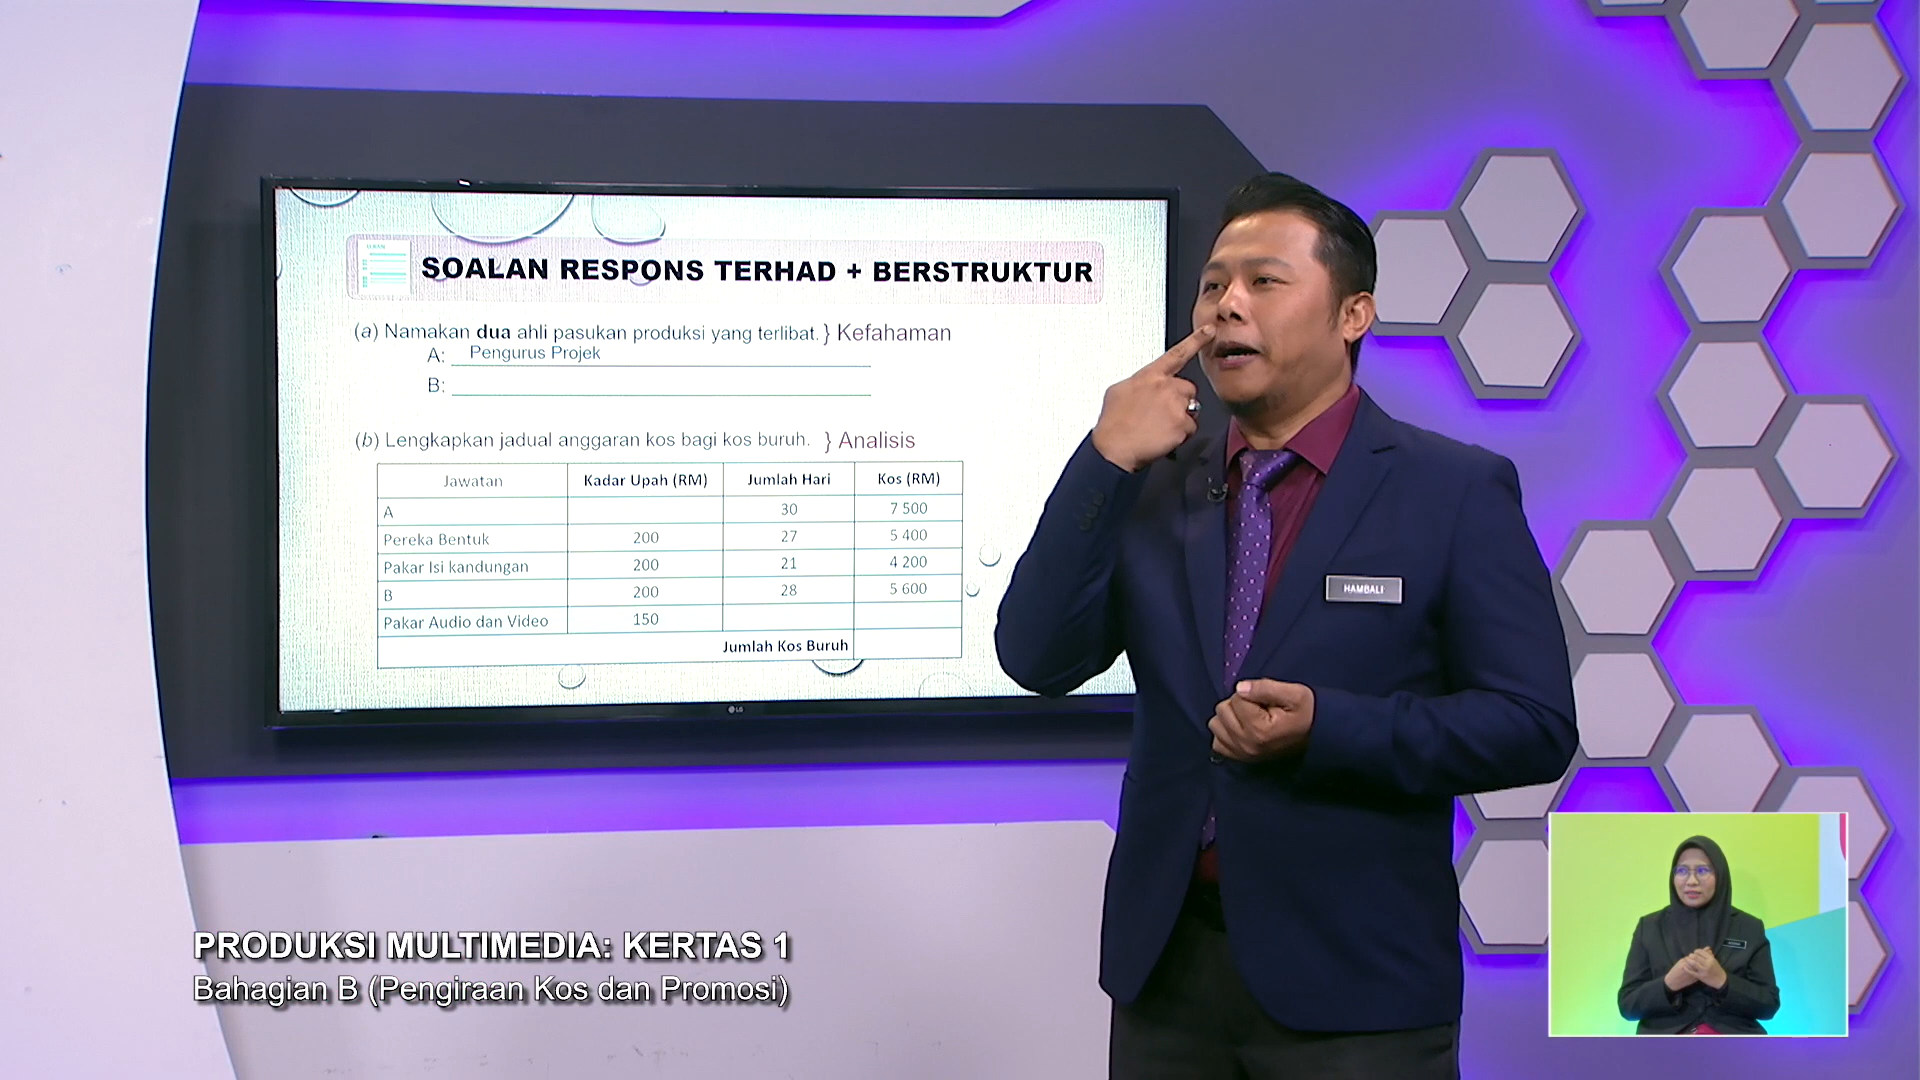 SOALAN RESPONS TERHAD + BERSTRUKTUR
(a) Namakan dua ahli pasukan produksi yang terlibat. } Kefahaman
A: Pengurus Projek
B:
(b) Lengkapkan jadual anggaran kos bagi kos buruh. } Analisis
Jawatan Kadar Upah (RM) Jumlah Hari Kos (RM)
A 30 7 500
Pereka Bentuk 200 27 5 400
Pakar Isi kandungan 200 21 4 200
B 200 28 5 600
Pakar Audio dan Video 150
Jumlah Kos Buruh
LG
HAMBALI
PRODUKSI MULTIMEDIA: KERTAS 1
Bahagian B (Pengiraan Kos dan Promosi)